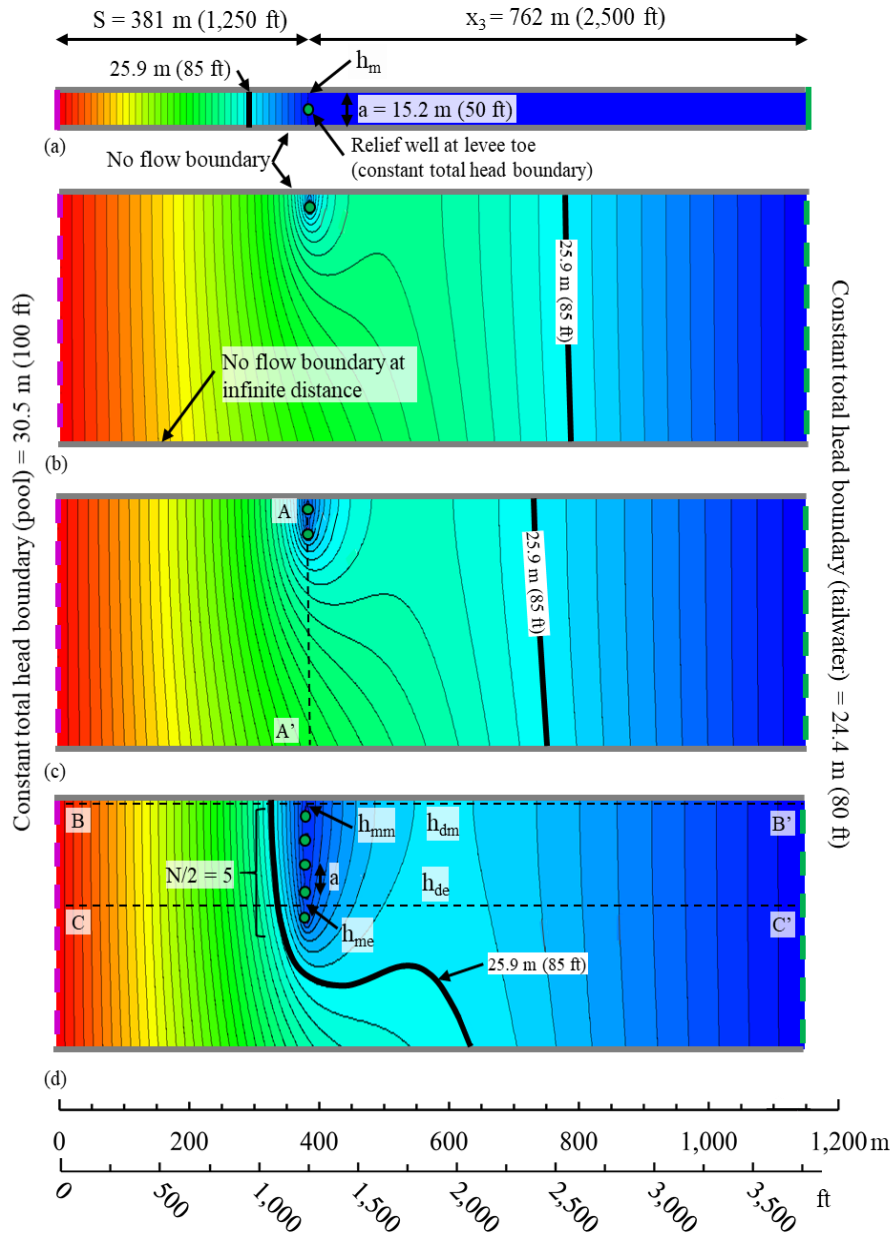 S = 381 m (1,250 ft)
x3 = 762 m (2,500 ft)
25.9 m (85 ft)
hm
a = 15.2 m (50 ft)
(a)
No flow boundary
Relief well at levee toe
(constant total head boundary)
25.9 m (85 ft)
No flow boundary at
infinite distance
(b)
Constant total head boundary (pool) = 30.5 m (100 ft)
Constant total head boundary (tailwater) = 24.4 m (80 ft)
A
25.9 m (85 ft)
A’
(c)
B
hmm
hdm
B’
N/2 = 5
a
hde
C
C’
hme
25.9 m (85 ft)
(d)
0 200 400 600 800 1,000 1,200 m
0 500 1,000 1,500 2,000 2,500 3,000 3,500 ft